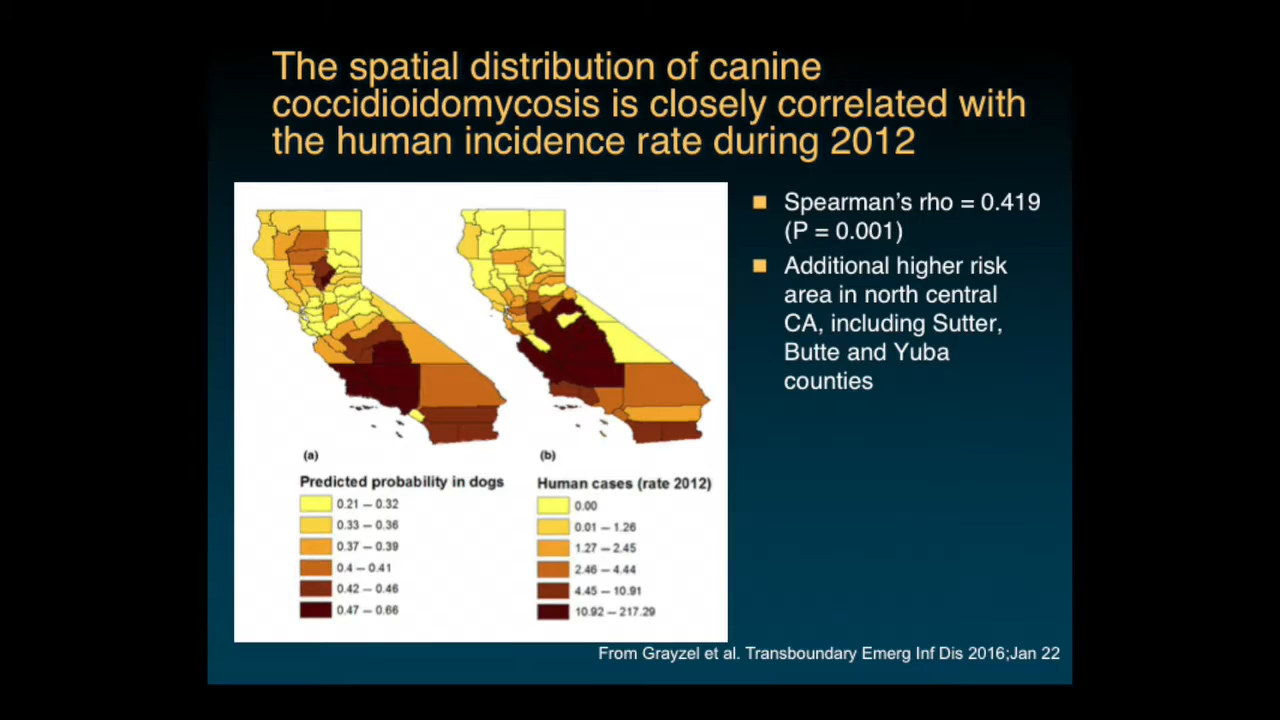 The spatial distribution of canine
coccidioidomycosis is closely correlated with
the human incidence rate during 2012
Spearman's rho = 0.419
(P = 0.001)
Additional higher risk
area in north central
CA, including Sutter,
Butte and Yuba
counties
(a)
Predicted probability in dogs
0.21 – 0.32
0.33 – 0.36
0.37 – 0.39
0.4 – 0.41
0.42 – 0.46
0.47 – 0.66
(b)
Human cases (rate 2012)
0.00
0.01 – 1.26
1.27 – 2.45
2.46 – 4.44
4.45 – 10.91
10.92 – 217.29
From Grayzel et al. Transboundary Emerg Inf Dis 2016;Jan 22